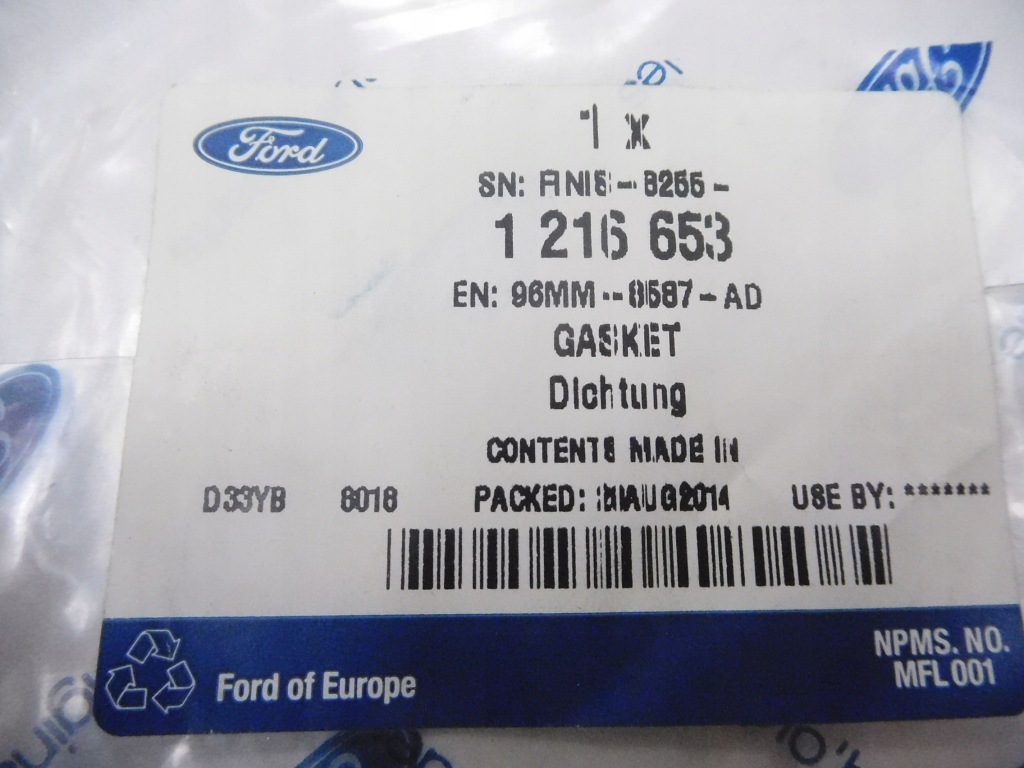 Ford
1 x
SN: FINIS-8255-
1 216 653
EN: 96MM-8587-AD
GASKET
Dichtung
CONTENTS MADE IN
D33YB 8018 PACKED: AUG2014 USE BY: *******
Ford of Europe
NPMS. NO.
MFL 001